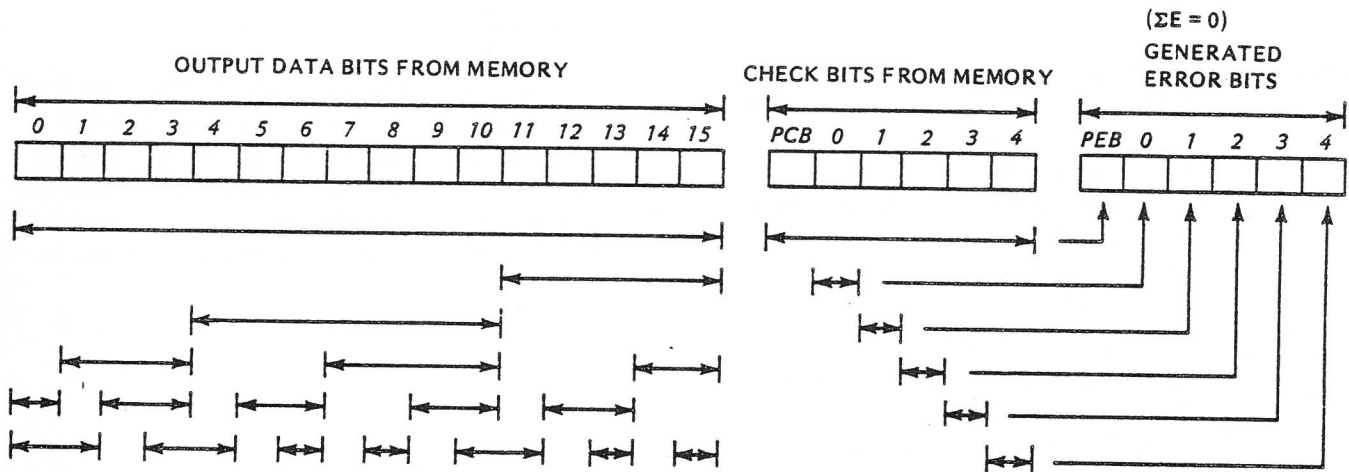 (ΣE = 0)
GENERATED
ERROR BITS
OUTPUT DATA BITS FROM MEMORY
CHECK BITS FROM MEMORY
0 1 2 3 4 5 6 7 8 9 10 11 12 13 14 15
PCB 0 1 2 3 4
PEB 0 1 2 3 4